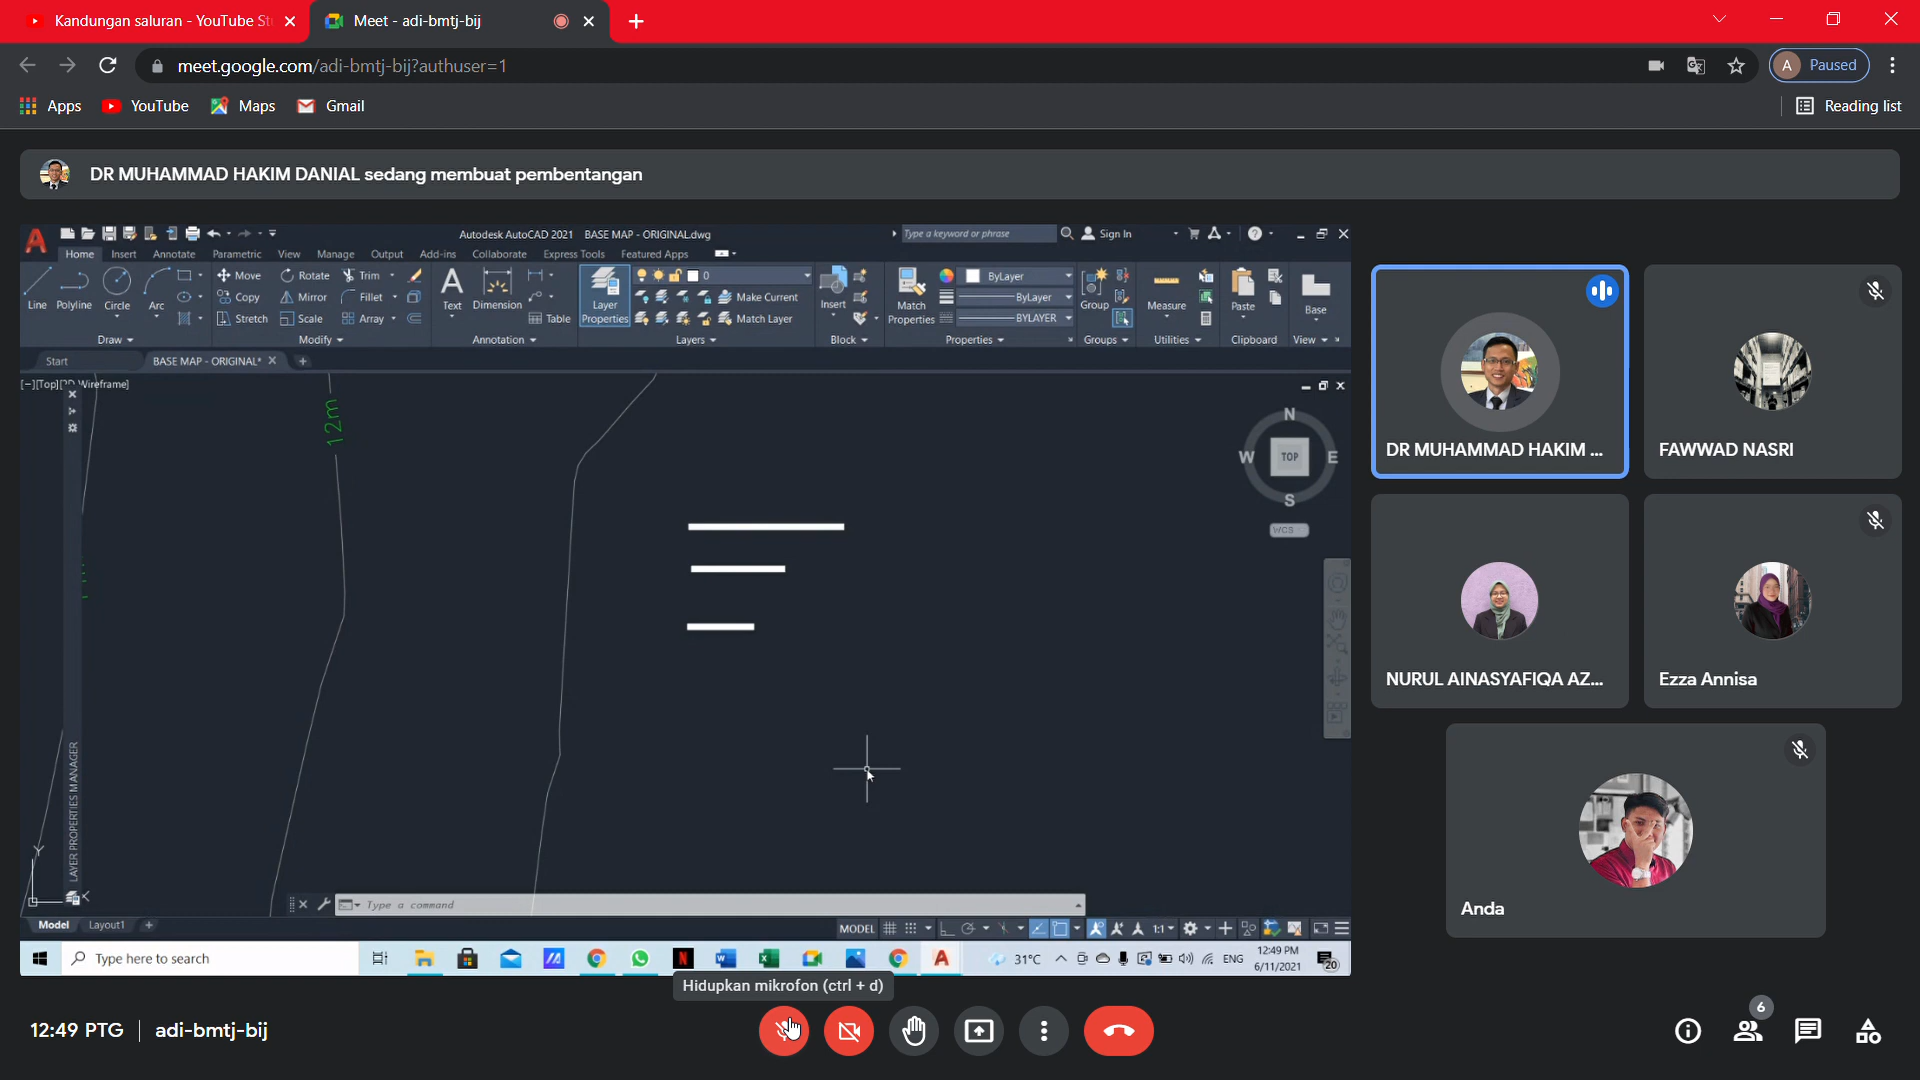 Kandungan saluran - YouTube St
Meet - adi-bmtj-bij
meet.google.com/adi-bmtj-bij?authuser=1
A Paused
Apps YouTube Maps Gmail
Reading list
DR MUHAMMAD HAKIM DANIAL sedang membuat pembentangan
Autodesk AutoCAD 2021 BASE MAP - ORIGINAL.dwg
Type a keyword or phrase
Sign In
Home Insert Annotate Parametric View Manage Output Add-ins Collaborate Express Tools Featured Apps
Line Polyline Circle Arc
Move Rotate Trim
Copy Mirror Fillet
Stretch Scale Array
Text Dimension Table
Layer Properties
0
Make Current
Match Layer
Insert
Match Properties
ByLayer
ByLayer
BYLAYER
Group
Measure
Paste
Base
Draw Modify Annotation Layers Block Properties Groups Utilities Clipboard View
Start BASE MAP - ORIGINAL*
[-][Top][2D Wireframe]
12m
N
W TOP E
S
WCS
LAYER PROPERTIES MANAGER
Y
Type a command
Model Layout1
MODEL 1:1
Type here to search
31°C ENG
12:49 PM
6/11/2021
20
DR MUHAMMAD HAKIM ...
FAWWAD NASRI
NURUL AINASYAFIQA AZ...
Ezza Annisa
Anda
Hidupkan mikrofon (ctrl + d)
12:49 PTG adi-bmtj-bij
6